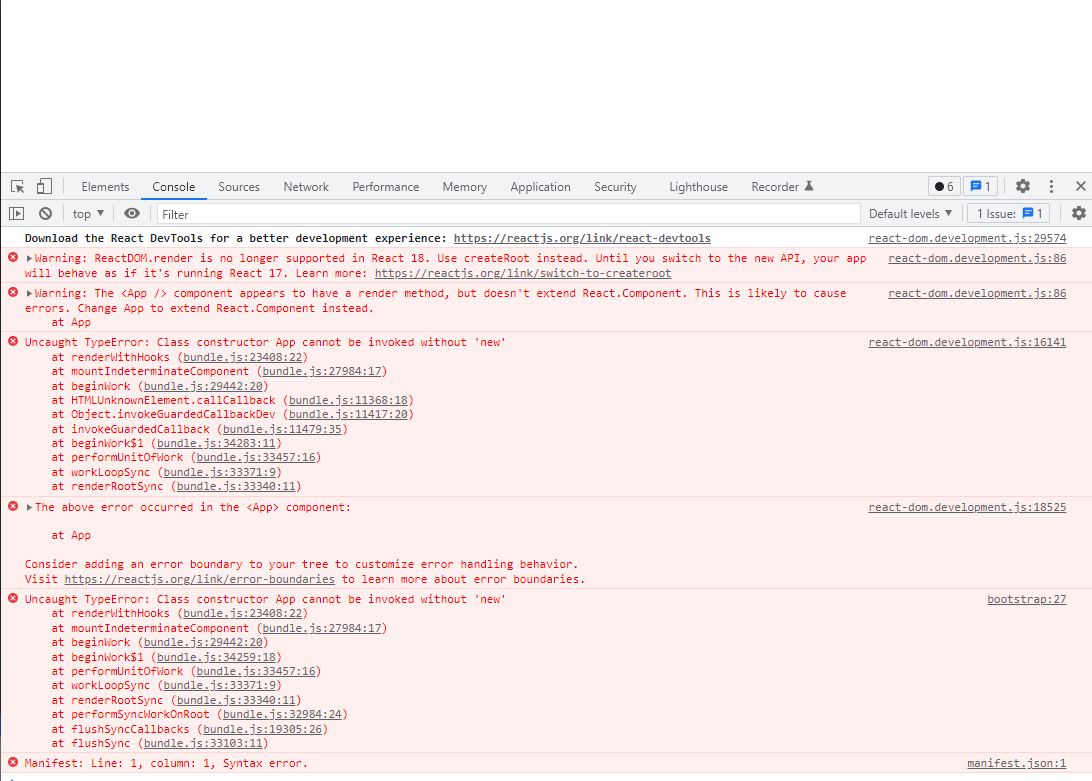 Elements Console Sources Network Performance Memory Application Security Lighthouse Recorder 6 1
top Filter Default levels 1 Issue: 1
Download the React DevTools for a better development experience: https://reactjs.org/link/react-devtools react-dom.development.js:29574
Warning: ReactDOM.render is no longer supported in React 18. Use createRoot instead. Until you switch to the new API, your app react-dom.development.js:86
will behave as if it's running React 17. Learn more: https://reactjs.org/link/switch-to-createroot
Warning: The <App /> component appears to have a render method, but doesn't extend React.Component. This is likely to cause react-dom.development.js:86
errors. Change App to extend React.Component instead.
at App
Uncaught TypeError: Class constructor App cannot be invoked without 'new' react-dom.development.js:16141
at renderWithHooks (bundle.js:23408:22)
at mountIndeterminateComponent (bundle.js:27984:17)
at beginWork (bundle.js:29442:20)
at HTMLUnknownElement.callCallback (bundle.js:11368:18)
at Object.invokeGuardedCallbackDev (bundle.js:11417:20)
at invokeGuardedCallback (bundle.js:11479:35)
at beginWork$1 (bundle.js:34283:11)
at performUnitOfWork (bundle.js:33457:16)
at workLoopSync (bundle.js:33371:9)
at renderRootSync (bundle.js:33340:11)
The above error occurred in the <App> component: react-dom.development.js:18525
at App
Consider adding an error boundary to your tree to customize error handling behavior.
Visit https://reactjs.org/link/error-boundaries to learn more about error boundaries.
Uncaught TypeError: Class constructor App cannot be invoked without 'new' bootstrap:27
at renderWithHooks (bundle.js:23408:22)
at mountIndeterminateComponent (bundle.js:27984:17)
at beginWork (bundle.js:29442:20)
at beginWork$1 (bundle.js:34259:18)
at performUnitOfWork (bundle.js:33457:16)
at workLoopSync (bundle.js:33371:9)
at renderRootSync (bundle.js:33340:11)
at performSyncWorkOnRoot (bundle.js:32984:24)
at flushSyncCallbacks (bundle.js:19305:26)
at flushSync (bundle.js:33103:11)
Manifest: Line: 1, column: 1, Syntax error. manifest.json:1